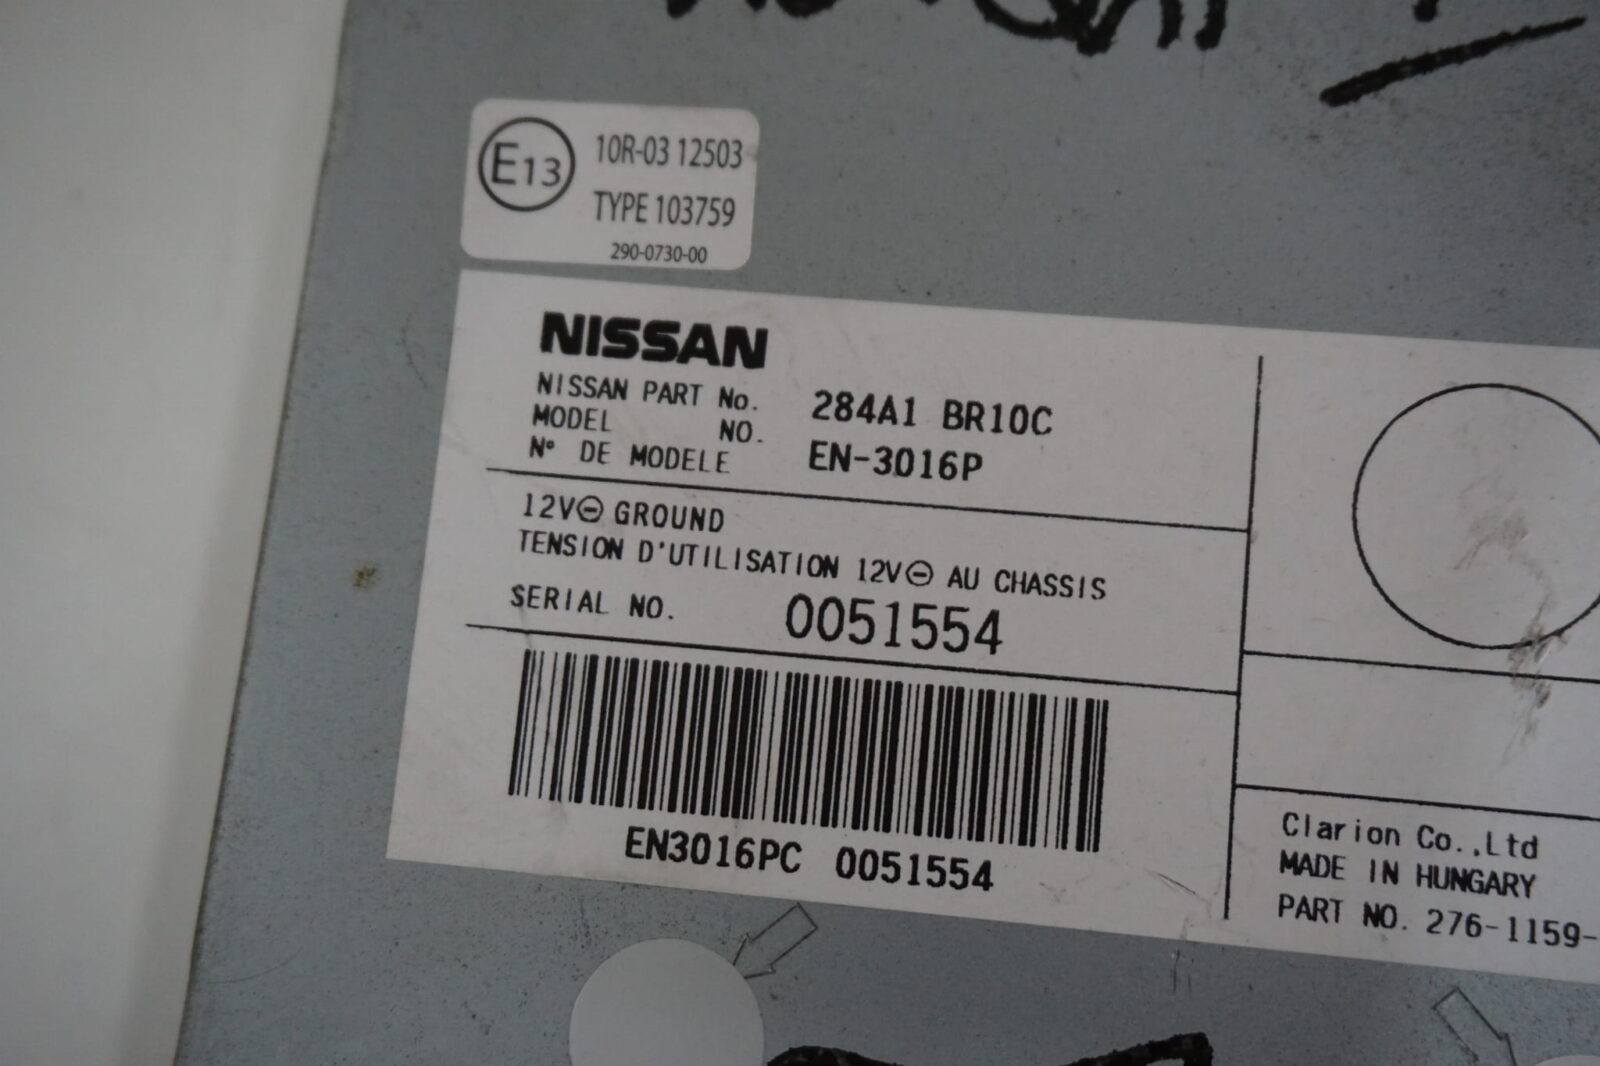 E13
10R-03 12503
TYPE 103759
290-0730-00
NISSAN
NISSAN PART No. 284A1 BR10C
MODEL NO. EN-3016P
N° DE MODELE
12V⊖ GROUND
TENSION D'UTILISATION 12V⊖ AU CHASSIS
SERIAL NO. 0051554
EN3016PC 0051554
Clarion Co.,Ltd
MADE IN HUNGARY
PART NO. 276-1159-